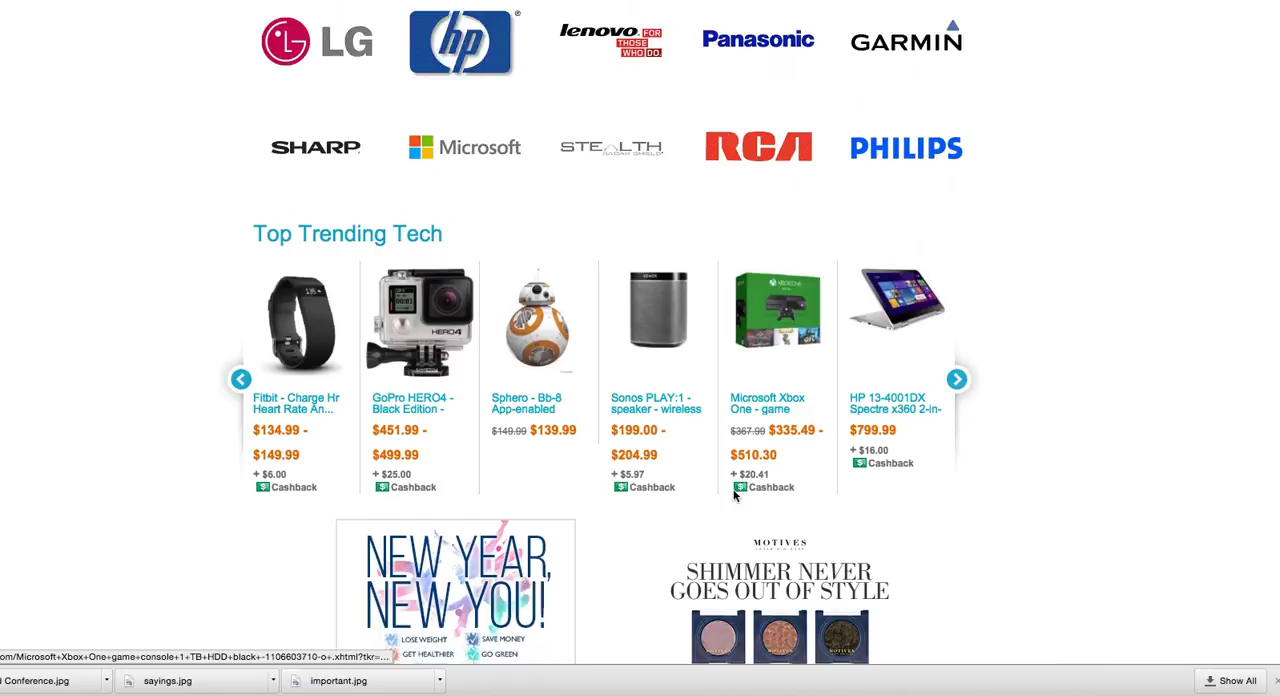 LG
hp
lenovo FOR THOSE WHO DO.
Panasonic
GARMIN
SHARP
Microsoft
STEALTH
RADAR SHIELD
RCA
PHILIPS
Top Trending Tech
HERO4
XBOX ONE
Fitbit - Charge Hr
Heart Rate An...
$134.99 -
$149.99
+ $6.00
Cashback
GoPro HERO4 -
Black Edition -
$451.99 -
$499.99
+ $25.00
Cashback
Sphero - Bb-8
App-enabled
$149.99 $139.99
Sonos PLAY:1 -
speaker - wireless
$199.00 -
$204.99
+ $5.97
Cashback
Microsoft Xbox
One - game
$367.99 $335.49 -
$510.30
+ $20.41
Cashback
HP 13-4001DX
Spectre x360 2-in-
$799.99
+ $16.00
Cashback
NEW YEAR,
NEW YOU!
LOSE WEIGHT
SAVE MONEY
GET HEALTHIER
GO GREEN
MOTIVES
SHIMMER NEVER
GOES OUT OF STYLE
om/Microsoft+Xbox+One+game+console+1+TB+HDD+black+-1106603710-o+.xhtml?tkr=...
d Conference.jpg
sayings.jpg
important.jpg
Show All